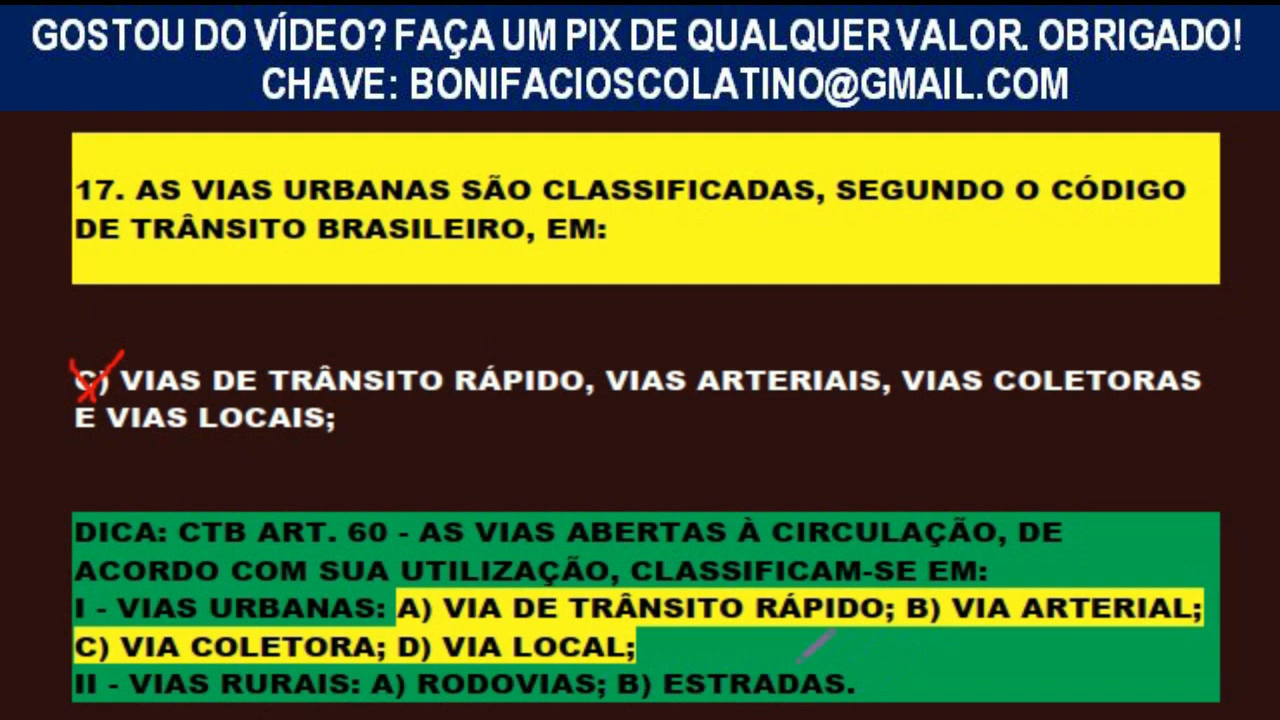 GOSTOU DO VÍDEO? FAÇA UM PIX DE QUALQUER VALOR. OBRIGADO!
CHAVE: BONIFACIOSCOLATINO@GMAIL.COM
17. AS VIAS URBANAS SÃO CLASSIFICADAS, SEGUNDO O CÓDIGO
DE TRÂNSITO BRASILEIRO, EM:
C) VIAS DE TRÂNSITO RÁPIDO, VIAS ARTERIAIS, VIAS COLETORAS
E VIAS LOCAIS;
DICA: CTB ART. 60 - AS VIAS ABERTAS À CIRCULAÇÃO, DE
ACORDO COM SUA UTILIZAÇÃO, CLASSIFICAM-SE EM:
I - VIAS URBANAS: A) VIA DE TRÂNSITO RÁPIDO; B) VIA ARTERIAL;
C) VIA COLETORA; D) VIA LOCAL;
II - VIAS RURAIS: A) RODOVIAS; B) ESTRADAS.